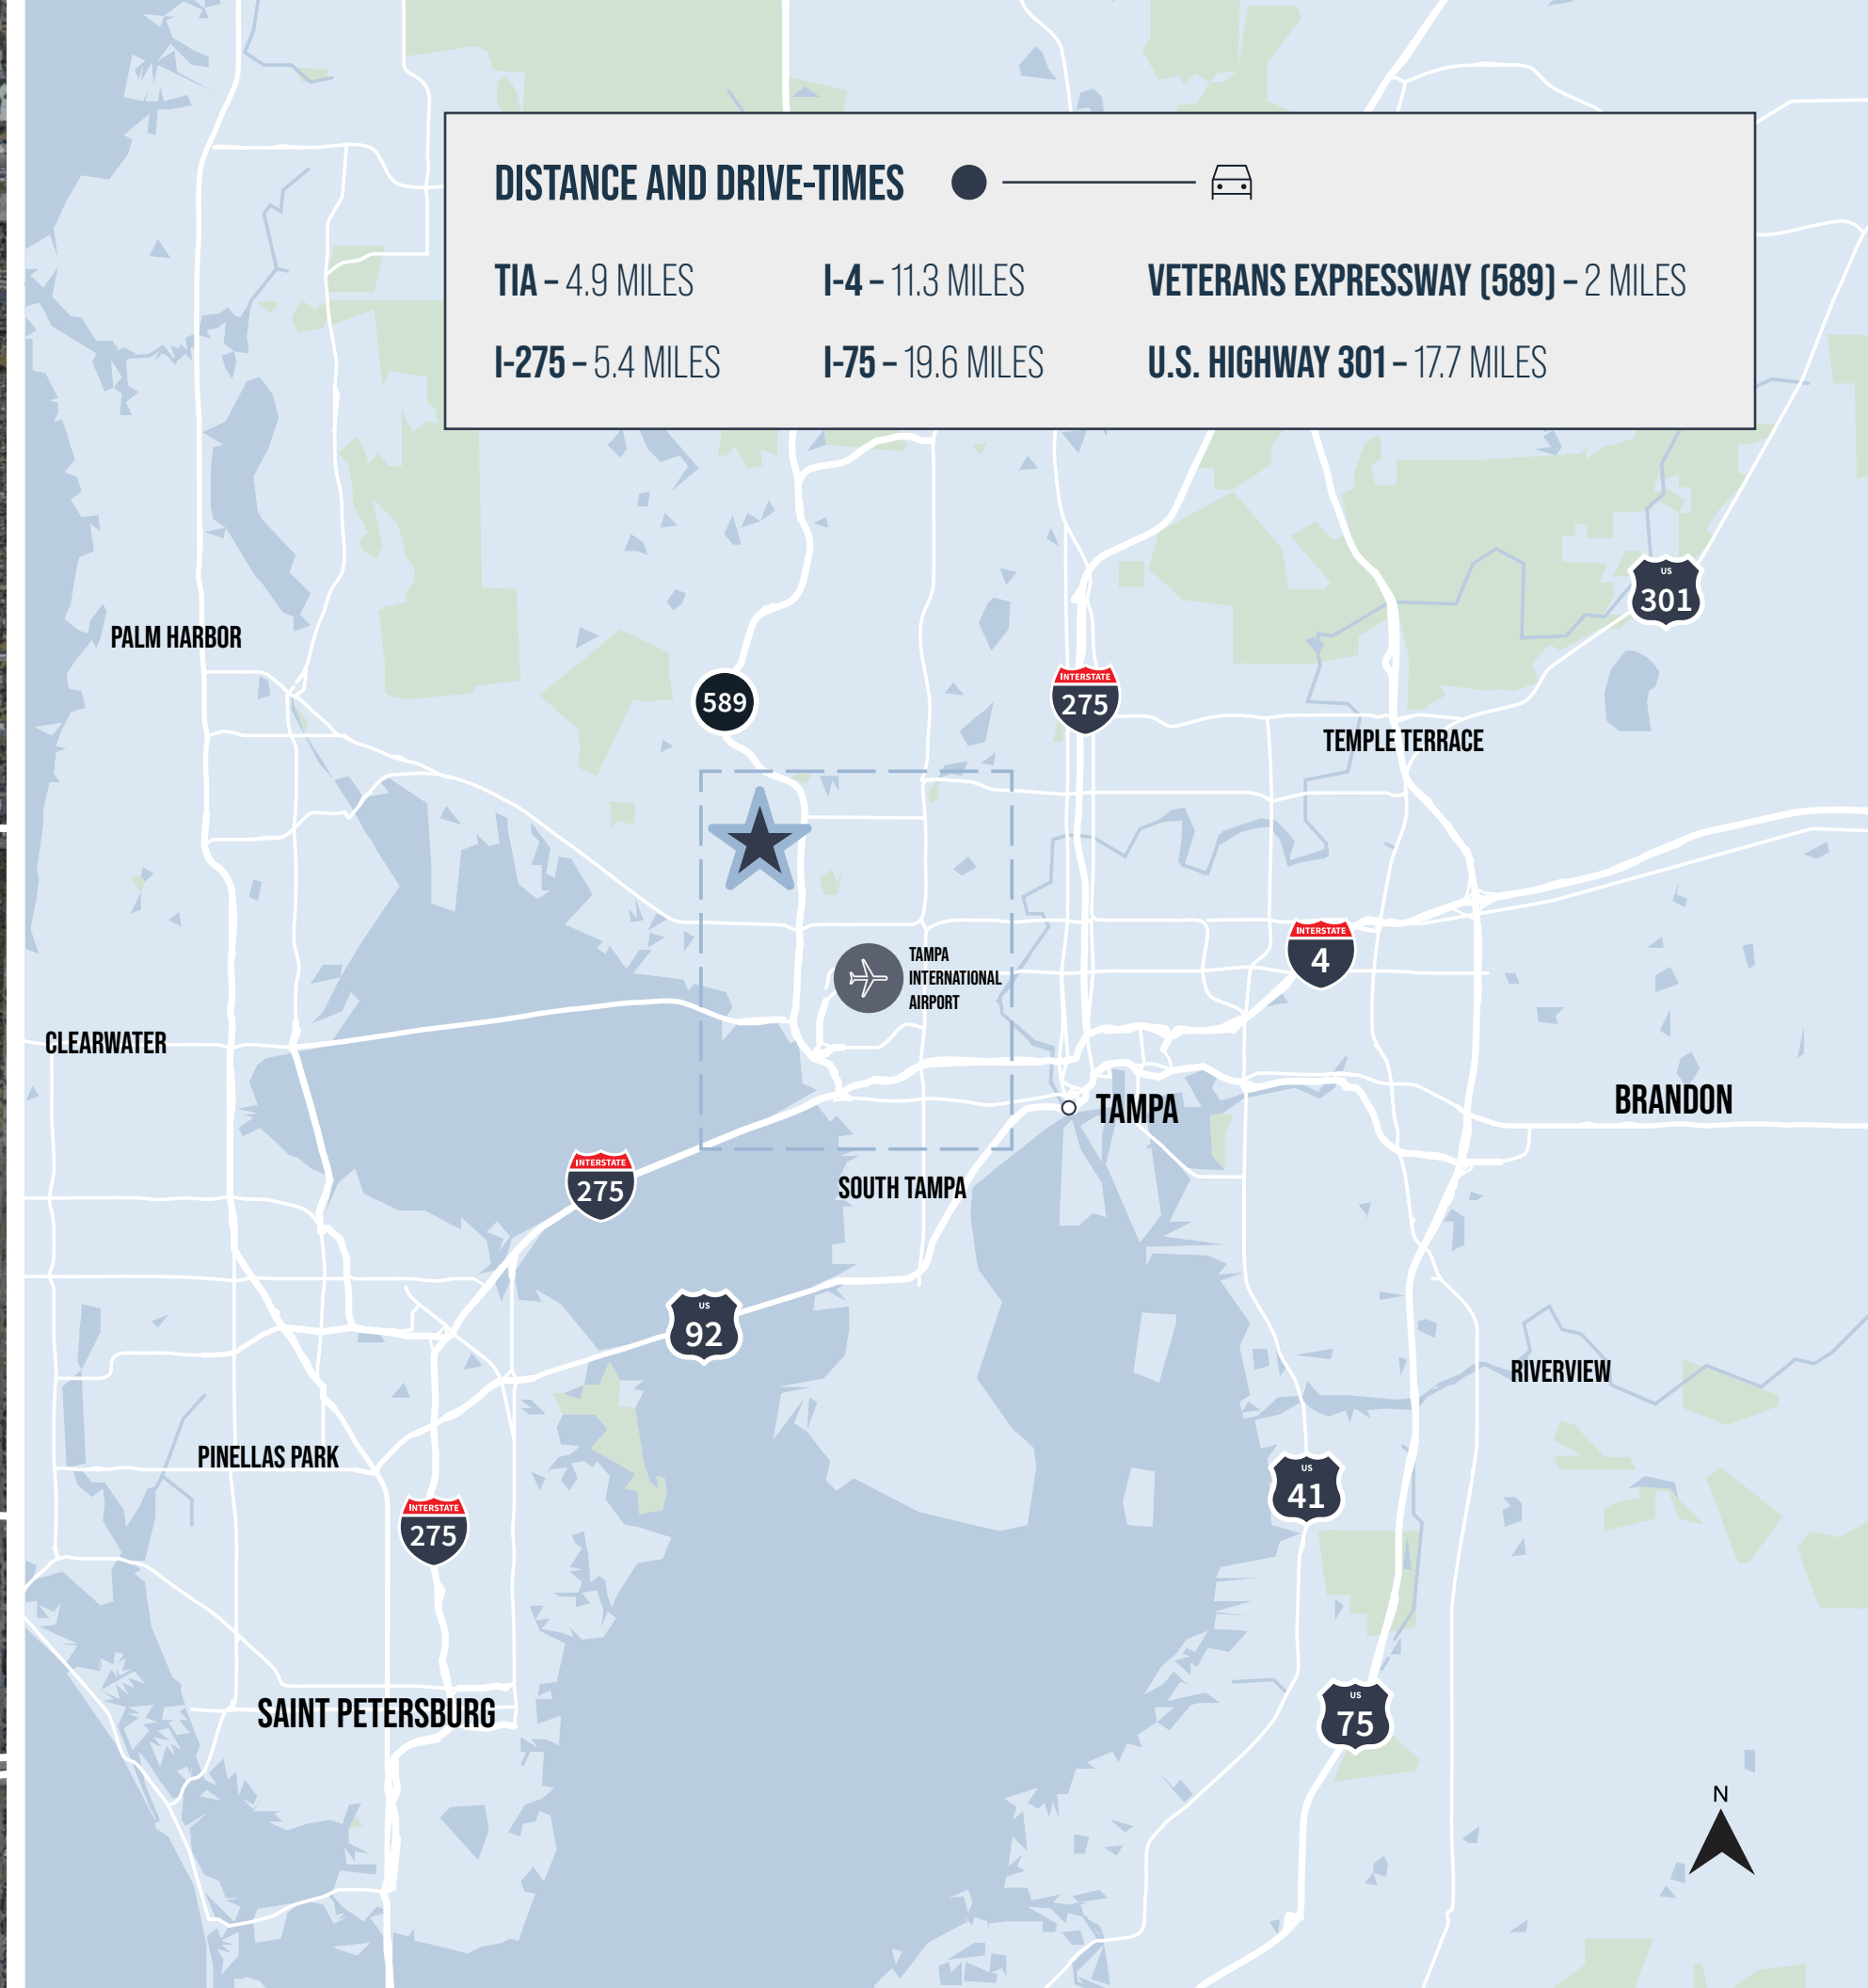 DISTANCE AND DRIVE-TIMES
TIA – 4.9 MILES
I-4 – 11.3 MILES
VETERANS EXPRESSWAY (589) – 2 MILES
I-275 – 5.4 MILES
I-75 – 19.6 MILES
U.S. HIGHWAY 301 – 17.7 MILES
US
301
PALM HARBOR
INTERSTATE
275
589
TEMPLE TERRACE
INTERSTATE
4
TAMPA
INTERNATIONAL
AIRPORT
CLEARWATER
TAMPA
BRANDON
INTERSTATE
275
SOUTH TAMPA
US
92
RIVERVIEW
PINELLAS PARK
US
41
INTERSTATE
275
SAINT PETERSBURG
US
75
N